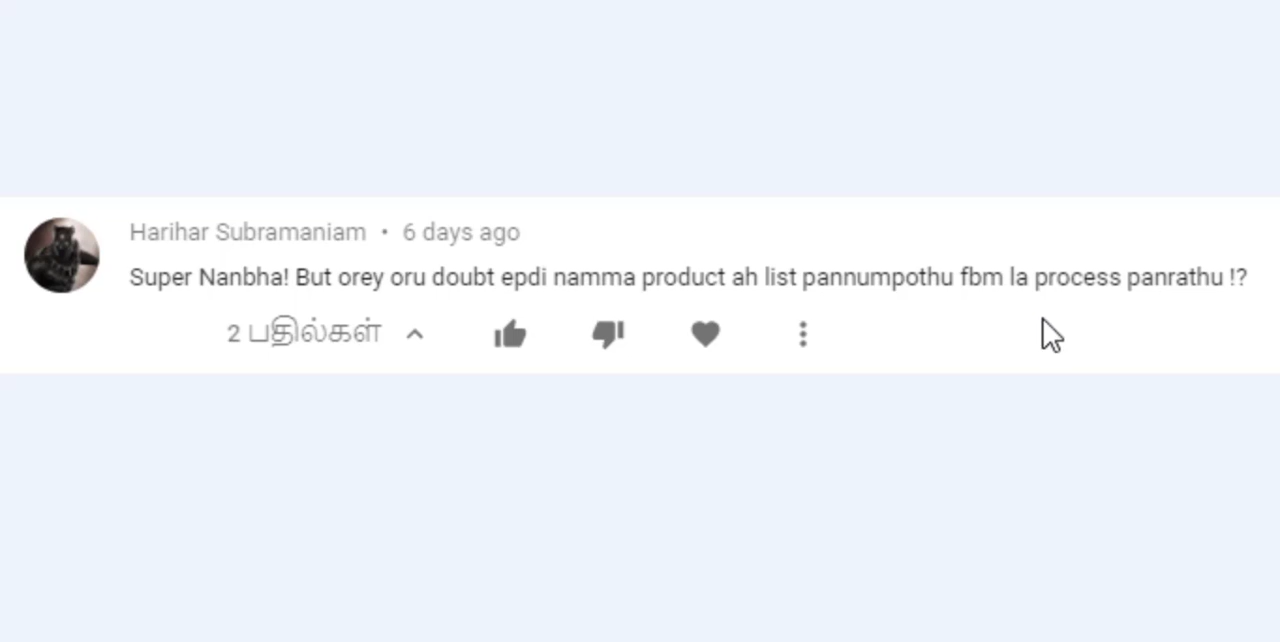 Harihar Subramaniam • 6 days ago
Super Nanbha! But orey oru doubt epdi namma product ah list pannumpothu fbm la process panrathu !?
2 பதில்கள்